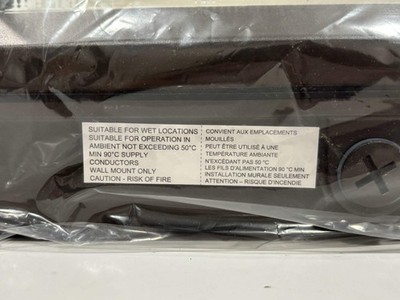 SUITABLE FOR WET LOCATIONS
SUITABLE FOR OPERATION IN
AMBIENT NOT EXCEEDING 50°C
MIN 90°C SUPPLY
CONDUCTORS
WALL MOUNT ONLY
CAUTION - RISK OF FIRE
CONVIENT AUX EMPLACEMENTS
MOUILLÉS
PEUT ÊTRE UTILISÉ À UNE
TEMPÉRATURE AMBIANTE
N'EXCÉDANT PAS 50 °C
LES FILS D'ALIMENTATION 90 °C MIN
INSTALLATION MURALE SEULEMENT
ATTENTION – RISQUE D'INCENDIE